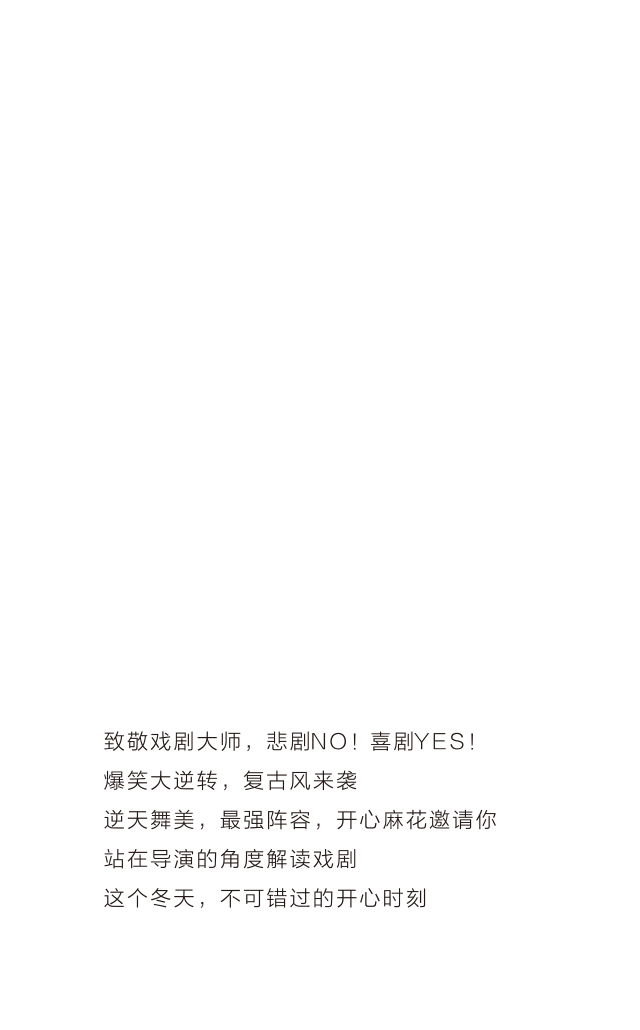 致敬戏剧大师，悲剧NO！喜剧YES！
爆笑大逆转，复古风来袭
逆天舞美，最强阵容，开心麻花邀请你
站在导演的角度解读戏剧
这个冬天，不可错过的开心时刻